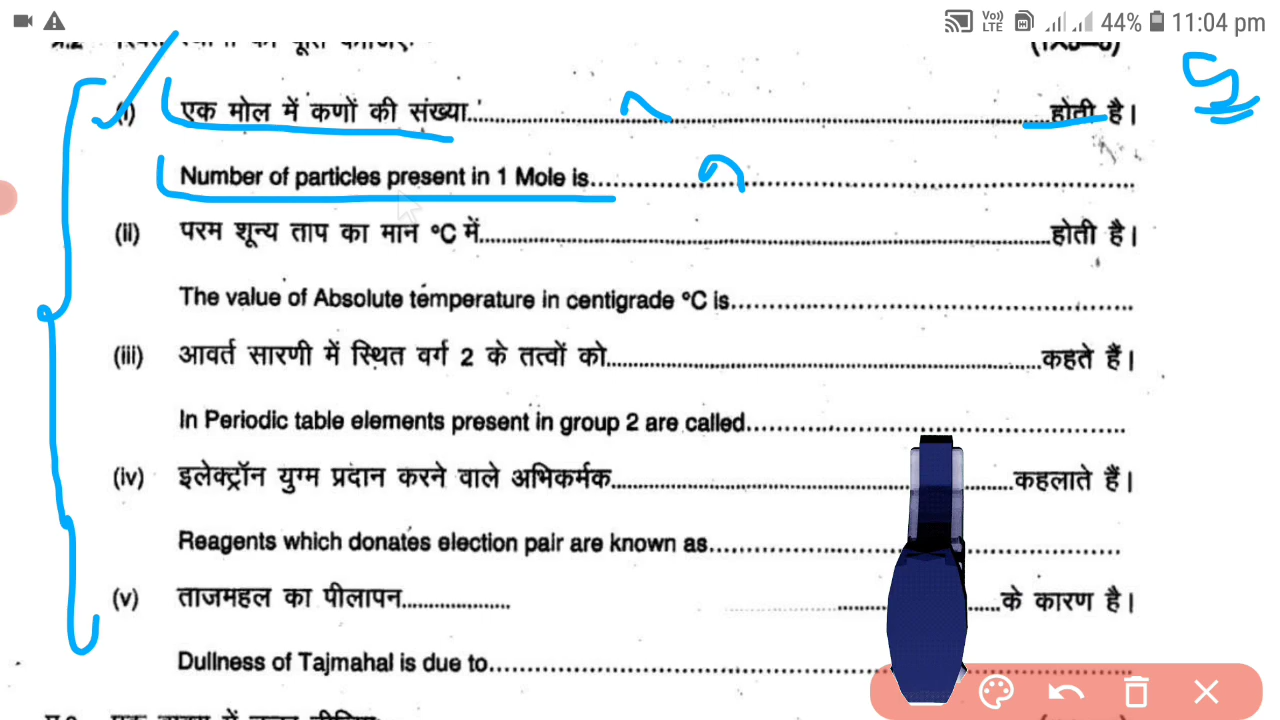 Vo)) LTE 44% 11:04 pm
(i) एक मोल में कणों की संख्या...................................................होती है।
Number of particles present in 1 Mole is...................................................
(ii) परम शून्य ताप का मान °C में...................................................होती है।
The value of Absolute temperature in centigrade °C is...................................................
(iii) आवर्त सारणी में स्थित वर्ग 2 के तत्वों को...................................................कहते हैं।
In Periodic table elements present in group 2 are called...................................................
(iv) इलेक्ट्रॉन युग्म प्रदान करने वाले अभिकर्मक...................................................कहलाते हैं।
Reagents which donates election pair are known as...................................................
(v) ताजमहल का पीलापन...................................................के कारण है।
Dullness of Tajmahal is due to...................................................